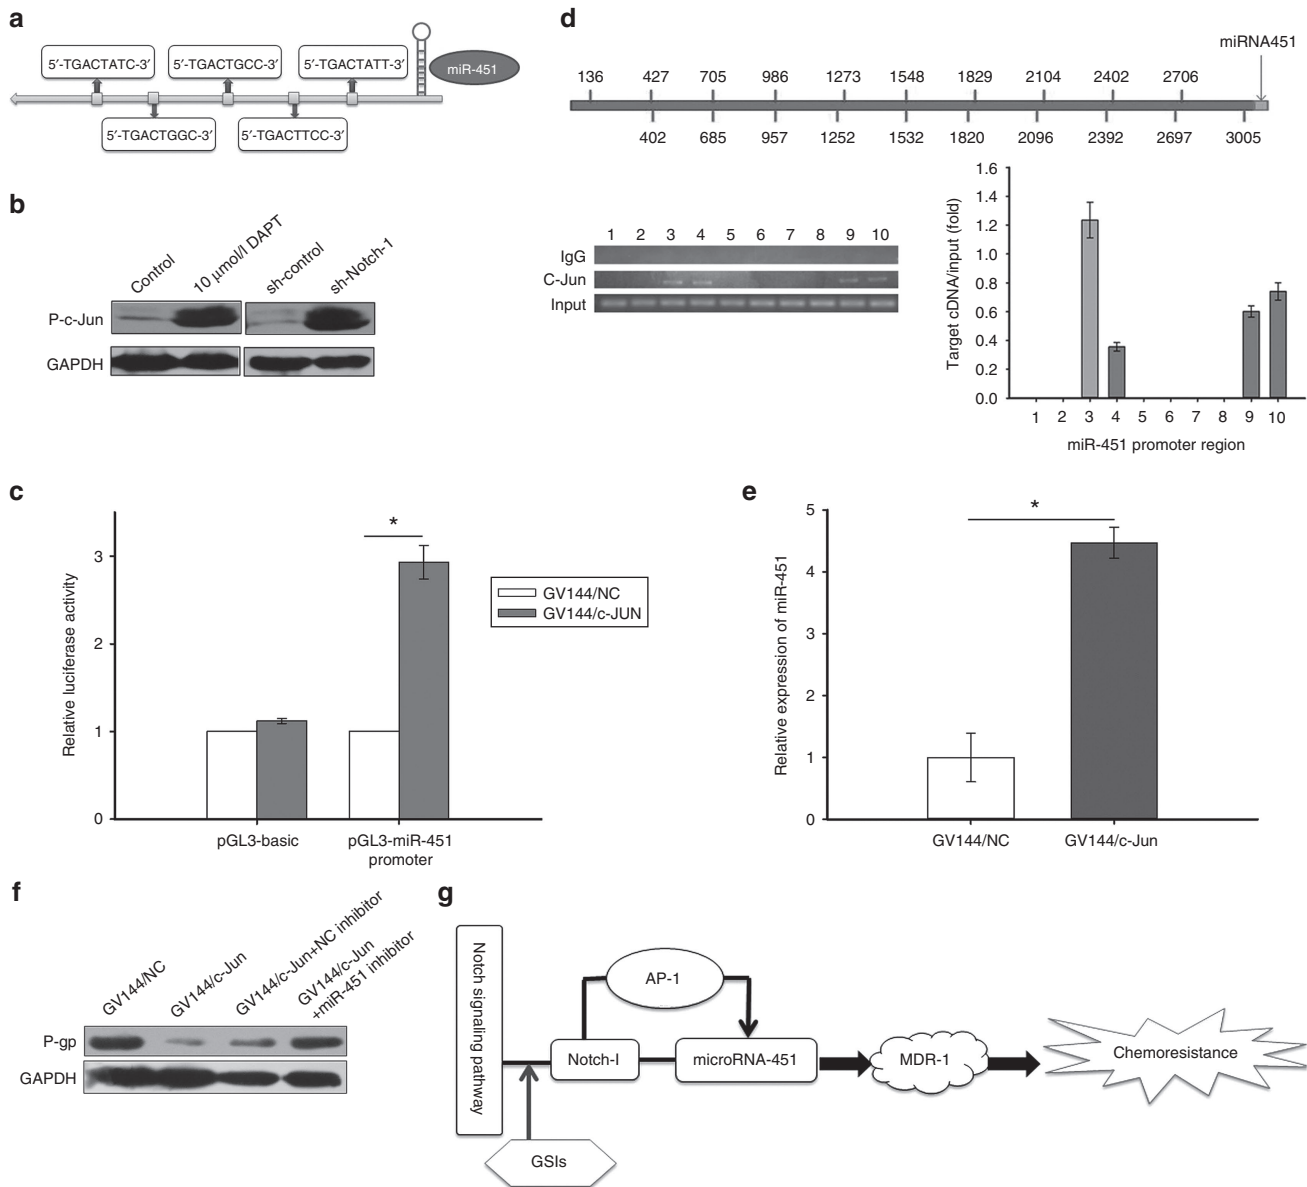 a
5′-TGACTATC-3′ 5′-TGACTGCC-3′ 5′-TGACTATT-3′
miR-451
5′-TGACTGGC-3′ 5′-TGACTTCC-3′
b
Control
10 μmol/l DAPT
sh-control
sh-Notch-1
P-c-Jun
GAPDH
c
Relative luciferase activity
3
2
1
0
*
GV144/NC
GV144/c-JUN
pGL3-basic
pGL3-miR-451
promoter
d
miRNA451
136 427 705 986 1273 1548 1829 2104 2402 2706
402 685 957 1252 1532 1820 2096 2392 2697 3005
1 2 3 4 5 6 7 8 9 10
IgG
C-Jun
Input
Target cDNA/input (fold)
1.6
1.4
1.2
1.0
0.8
0.6
0.4
0.2
0.0
1 2 3 4 5 6 7 8 9 10
miR-451 promoter region
e
Relative expression of miR-451
5
4
3
2
1
0
*
GV144/NC GV144/c-Jun
f
GV144/NC
GV144/c-Jun
GV144/c-Jun+NC inhibitor
GV144/c-Jun
+miR-451 inhibitor
P-gp
GAPDH
g
Notch signaling pathway
AP-1
Notch-I
microRNA-451
MDR-1
Chemoresistance
GSIs